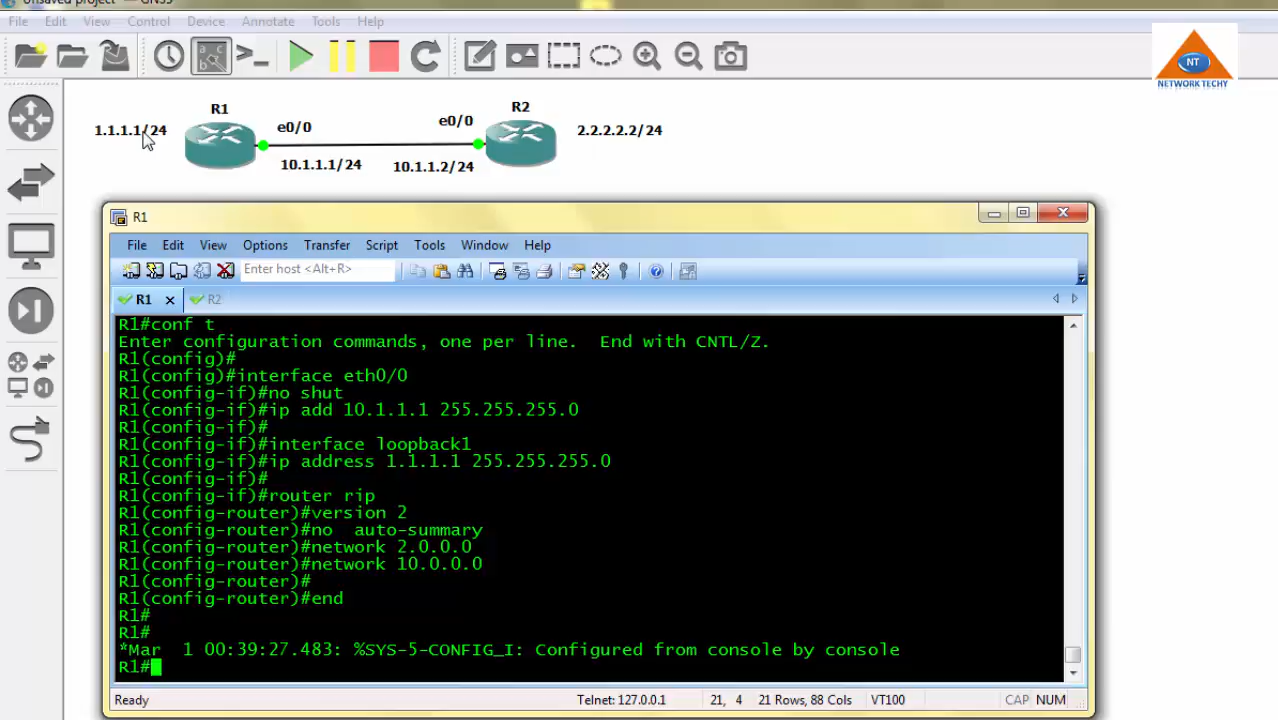 Unsaved project — GNS3
File Edit View Control Device Annotate Tools Help
NT
NETWORK TECHY
R1
R2
1.1.1.1/24
e0/0
e0/0
2.2.2.2.2/24
10.1.1.1/24
10.1.1.2/24
R1
File Edit View Options Transfer Script Tools Window Help
Enter host <Alt+R>
R1 R2
R1#conf t
Enter configuration commands, one per line.  End with CNTL/Z.
R1(config)#
R1(config)#interface eth0/0
R1(config-if)#no shut
R1(config-if)#ip add 10.1.1.1 255.255.255.0
R1(config-if)#
R1(config-if)#interface loopback1
R1(config-if)#ip address 1.1.1.1 255.255.255.0
R1(config-if)#
R1(config-if)#router rip
R1(config-router)#version 2
R1(config-router)#no  auto-summary
R1(config-router)#network 2.0.0.0
R1(config-router)#network 10.0.0.0
R1(config-router)#
R1(config-router)#end
R1#
R1#
*Mar  1 00:39:27.483: %SYS-5-CONFIG_I: Configured from console by console
R1#
Ready Telnet: 127.0.0.1 21, 4 21 Rows, 88 Cols VT100 CAP NUM